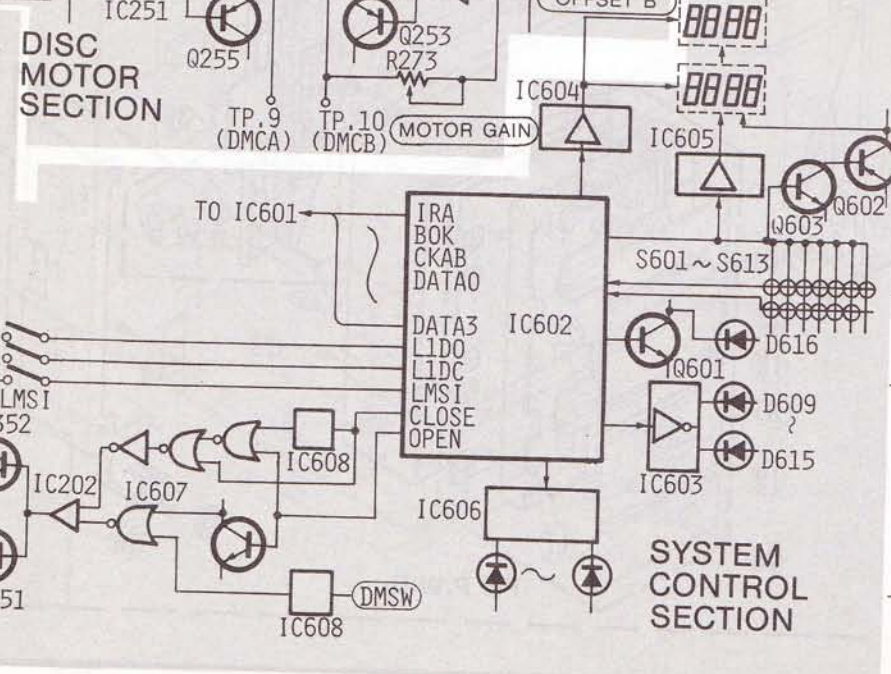 IC251
OFFSET B
Q255
Q253
R273
DISC
MOTOR
SECTION
TP.9
(DMCA)
TP.10
(DMCB)
MOTOR GAIN
IC604
8888
8888
IC605
Q603
Q602
TO IC601
IRA
BOK
CKAB
DATA0
DATA3
L1DO
L1DC
LMSI
CLOSE
OPEN
IC602
S601~S613
D616
Q601
D609
~
D615
IC603
LMSI
352
IC608
IC202
IC607
IC606
51
IC608
DMSW
SYSTEM
CONTROL
SECTION